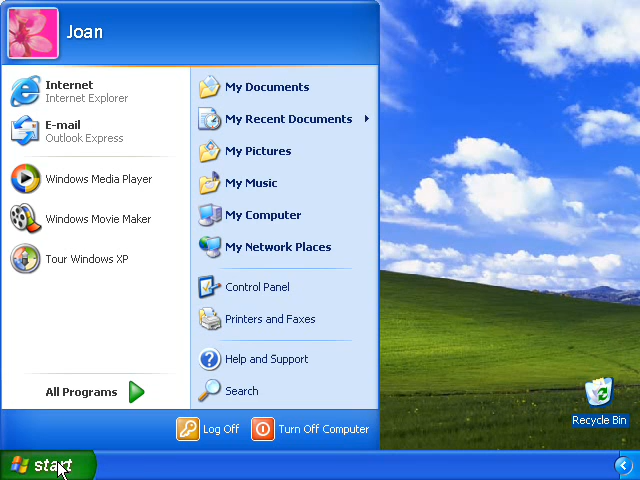 Joan
Internet
Internet Explorer
E-mail
Outlook Express
Windows Media Player
Windows Movie Maker
Tour Windows XP
All Programs
My Documents
My Recent Documents
My Pictures
My Music
My Computer
My Network Places
Control Panel
Printers and Faxes
Help and Support
Search
Log Off
Turn Off Computer
Recycle Bin
start